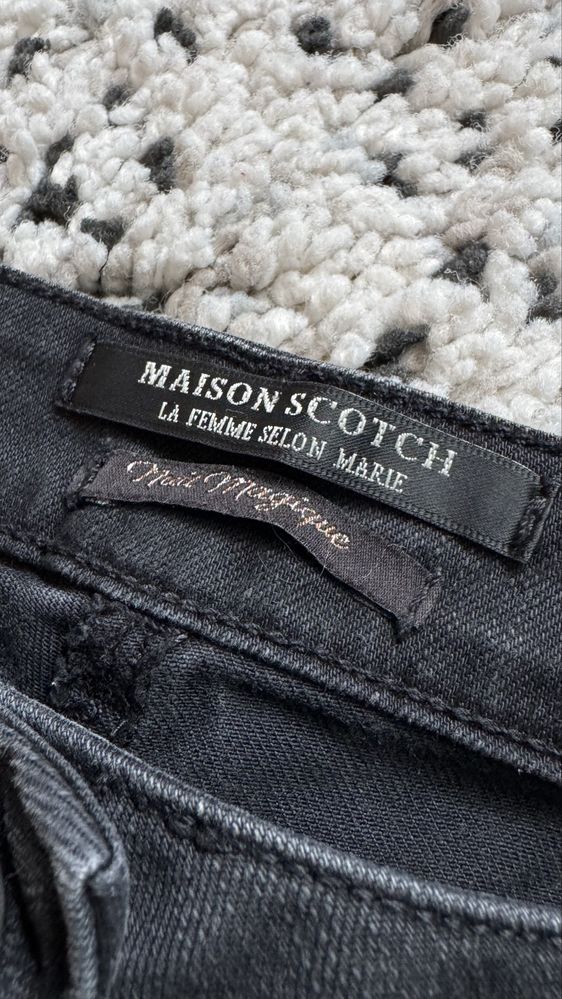 MAISON SCOTCH
LA FEMME SELON MARIE
Nuit Magique